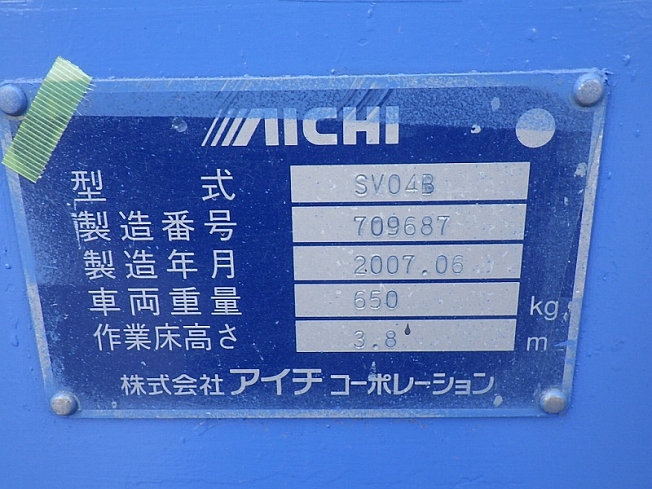 AICHI
型式 SV04B
製造番号 709687
製造年月 2007.06
車両重量 650 kg
作業床高さ 3.8 m
株式会社 アイチ コーポレーション